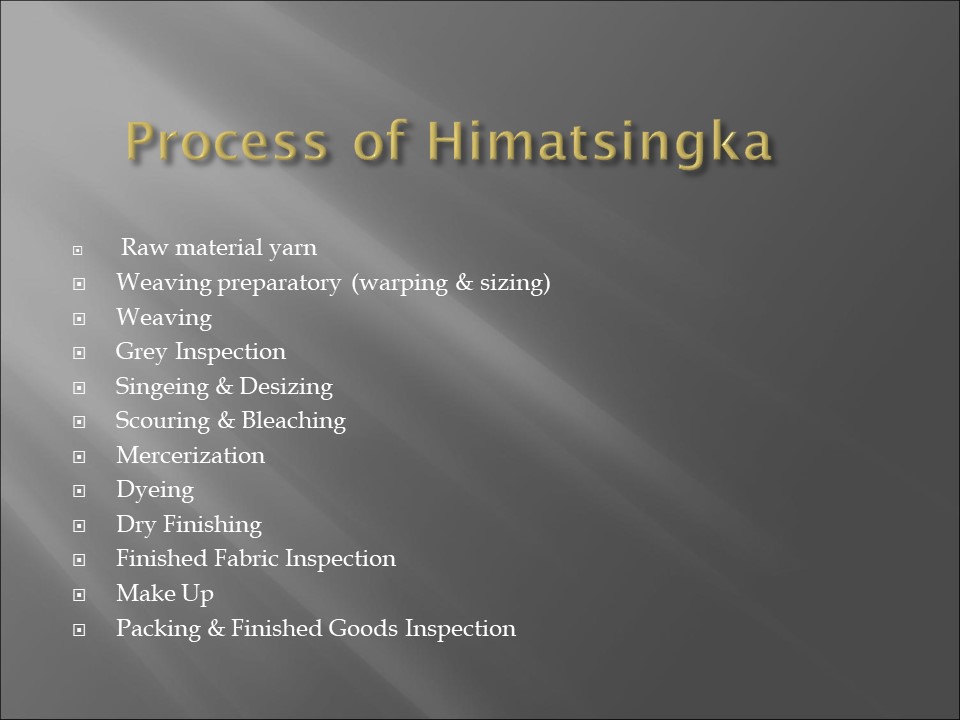 Process of Himatsingka
Raw material yarn
Weaving preparatory (warping & sizing)
Weaving
Grey Inspection
Singeing & Desizing
Scouring & Bleaching
Mercerization
Dyeing
Dry Finishing
Finished Fabric Inspection
Make Up
Packing & Finished Goods Inspection